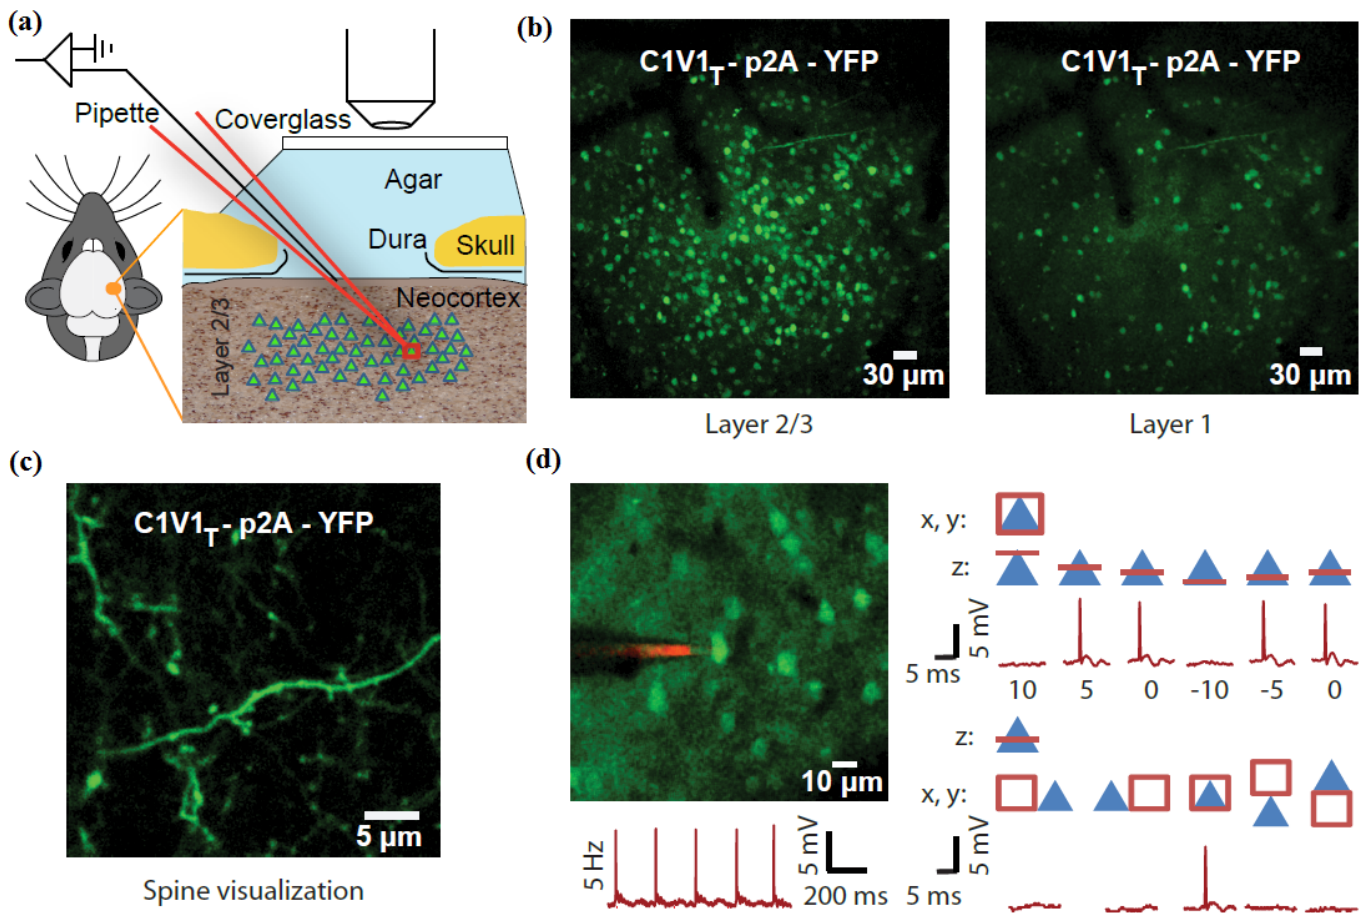 (a)
Pipette
Coverglass
Agar
Dura
Skull
Neocortex
Layer 2/3
(b)
C1V1T - p2A - YFP
30 µm
Layer 2/3
C1V1T - p2A - YFP
30 µm
Layer 1
(c)
C1V1T - p2A - YFP
5 µm
Spine visualization
(d)
10 µm
5 Hz
5 mV
200 ms
x, y:
z:
5 mV
5 ms
10 5 0 -10 -5 0
z:
x, y:
5 mV
5 ms